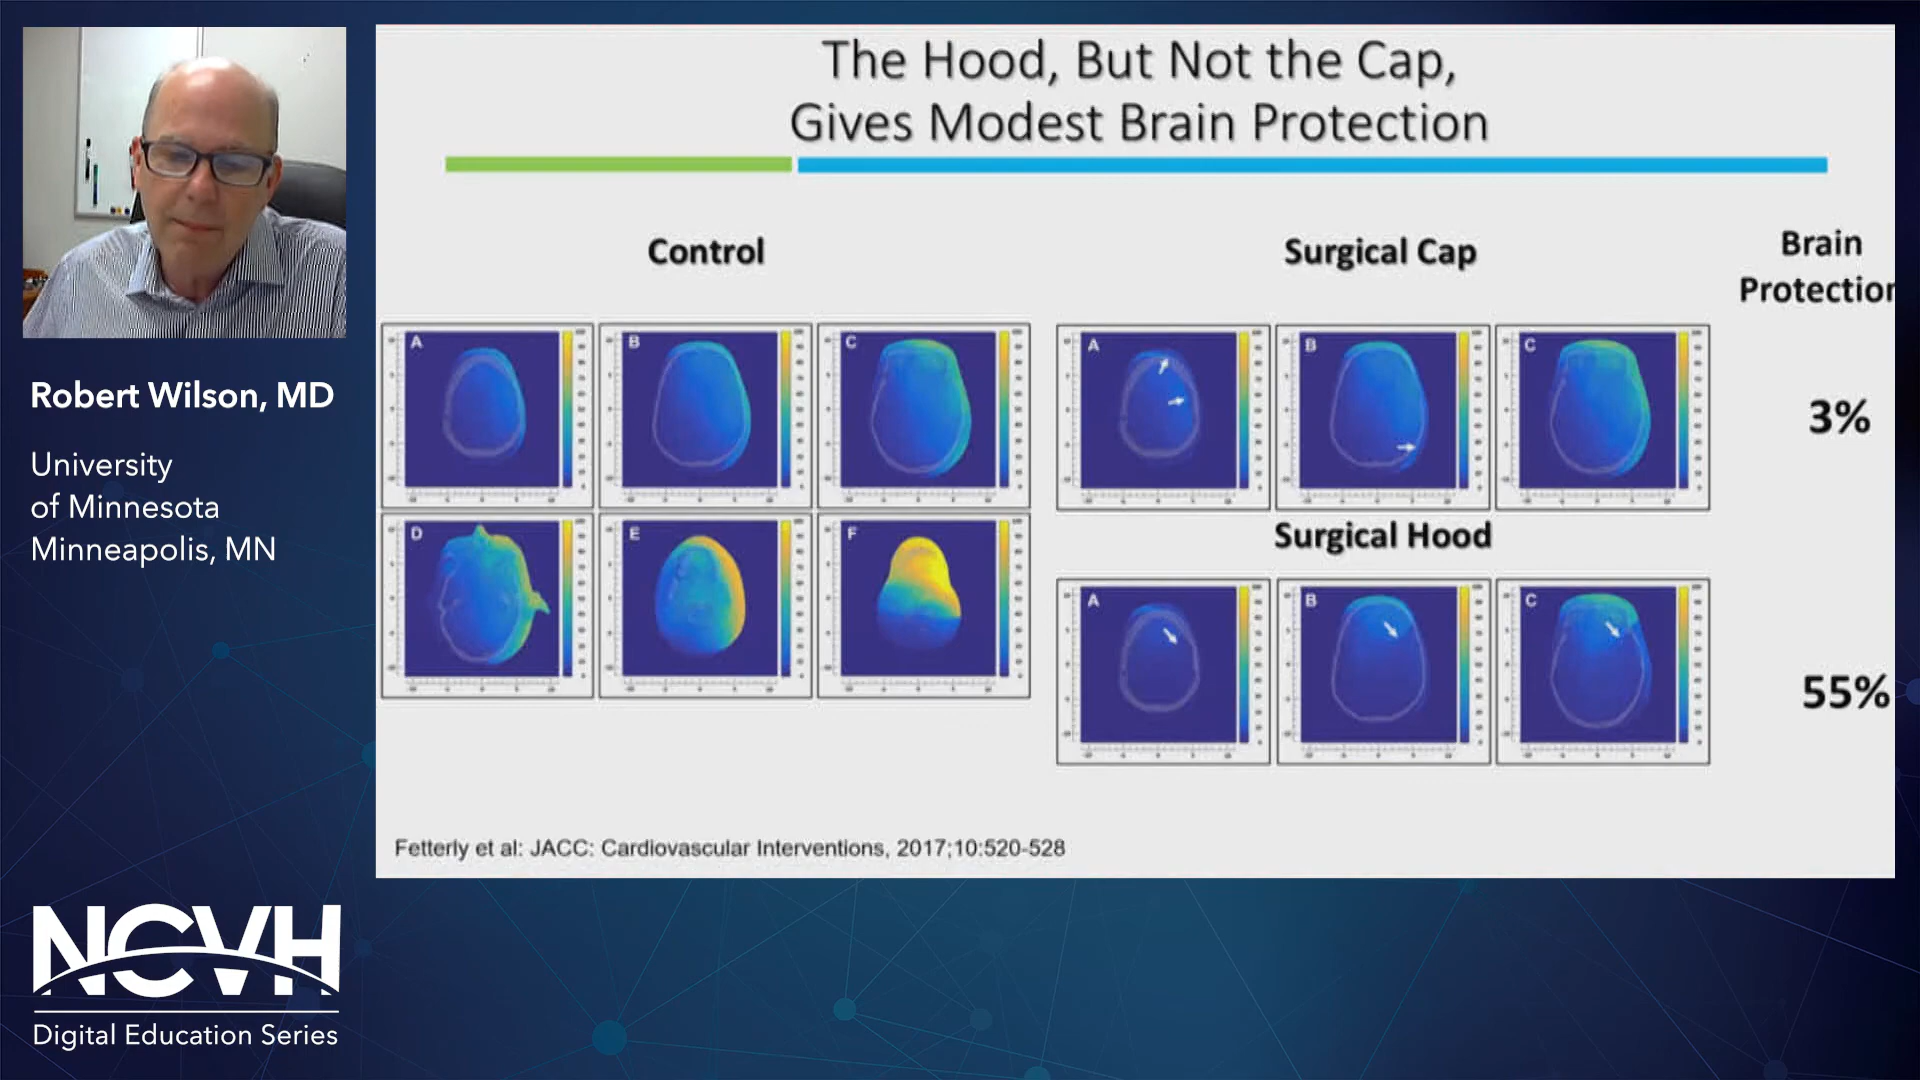 The Hood, But Not the Cap,
Gives Modest Brain Protection
Robert Wilson, MD
University
of Minnesota
Minneapolis, MN
Control
Surgical Cap
Brain
Protection
A
B
C
D
E
F
A
B
C
3%
Surgical Hood
A
B
C
55%
Fetterly et al: JACC: Cardiovascular Interventions, 2017;10:520-528
NCVH
Digital Education Series